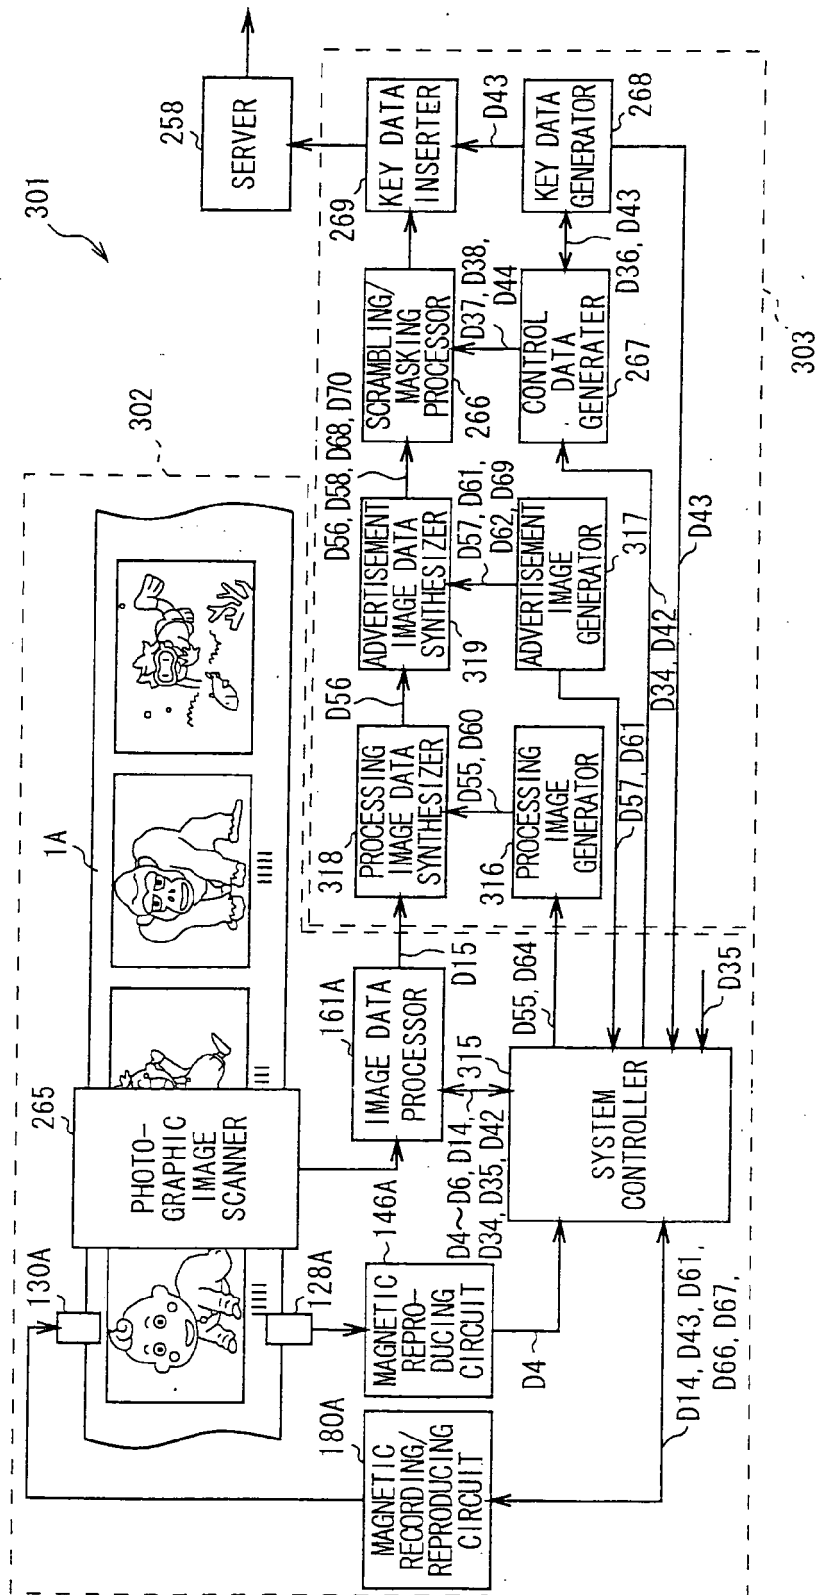 301
302
303
258
SERVER
1A
265
PHOTO-
GRAPHIC
IMAGE
SCANNER
130A
128A
180A
MAGNETIC
RECORDING/
REPRODUCING
CIRCUIT
146A
MAGNETIC
REPRO-
DUCING
CIRCUIT
D4
161A
IMAGE DATA
PROCESSOR
D15
D4~D6, D14,
D34, D35, D42
315
SYSTEM
CONTROLLER
D14, D43, D61,
D66, D67,
D35
D55, D64
318
PROCESSING
IMAGE DATA
SYNTHESIZER
D56
D55, D60
316
PROCESSING
IMAGE
GENERATOR
ADVERTISEMENT
IMAGE DATA
SYNTHESIZER
319
D56, D58, D68, D70
D57, D61,
D62, D69
ADVERTISEMENT
IMAGE
GENERATOR
317
D57, D61
D34, D42
D43
SCRAMBLING/
MASKING
PROCESSOR
266
D37, D38,
D44
CONTROL
DATA
GENERATER
267
269
KEY DATA
INSERTER
D43
KEY DATA
GENERATOR
268
D36, D43